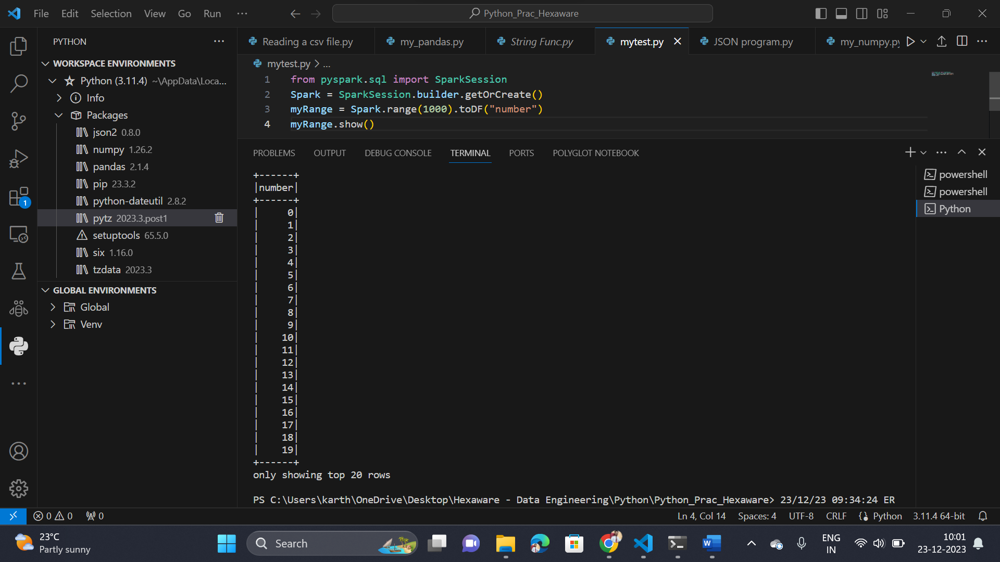 File Edit Selection View Go Run ···
Python_Prac_Hexaware
PYTHON
WORKSPACE ENVIRONMENTS
Python (3.11.4) ~\AppData\Loca...
Info
Packages
json2 0.8.0
numpy 1.26.2
pandas 2.1.4
pip 23.3.2
python-dateutil 2.8.2
pytz 2023.3.post1
setuptools 65.5.0
six 1.16.0
tzdata 2023.3
GLOBAL ENVIRONMENTS
Global
Venv
1
Reading a csv file.py my_pandas.py String Func.py mytest.py JSON program.py my_numpy.py
mytest.py > ...
1 from pyspark.sql import SparkSession
2 Spark = SparkSession.builder.getOrCreate()
3 myRange = Spark.range(1000).toDF("number")
4 myRange.show()
PROBLEMS OUTPUT DEBUG CONSOLE TERMINAL PORTS POLYGLOT NOTEBOOK
+------+
|number|
+------+
|     0|
|     1|
|     2|
|     3|
|     4|
|     5|
|     6|
|     7|
|     8|
|     9|
|    10|
|    11|
|    12|
|    13|
|    14|
|    15|
|    16|
|    17|
|    18|
|    19|
+------+
only showing top 20 rows
PS C:\Users\karth\OneDrive\Desktop\Hexaware - Data Engineering\Python\Python_Prac_Hexaware> 23/12/23 09:34:24 ER
powershell
powershell
Python
0 0 0
Ln 4, Col 14 Spaces: 4 UTF-8 CRLF Python 3.11.4 64-bit
23°C
Partly sunny
Search
ENG
IN
10:01
23-12-2023